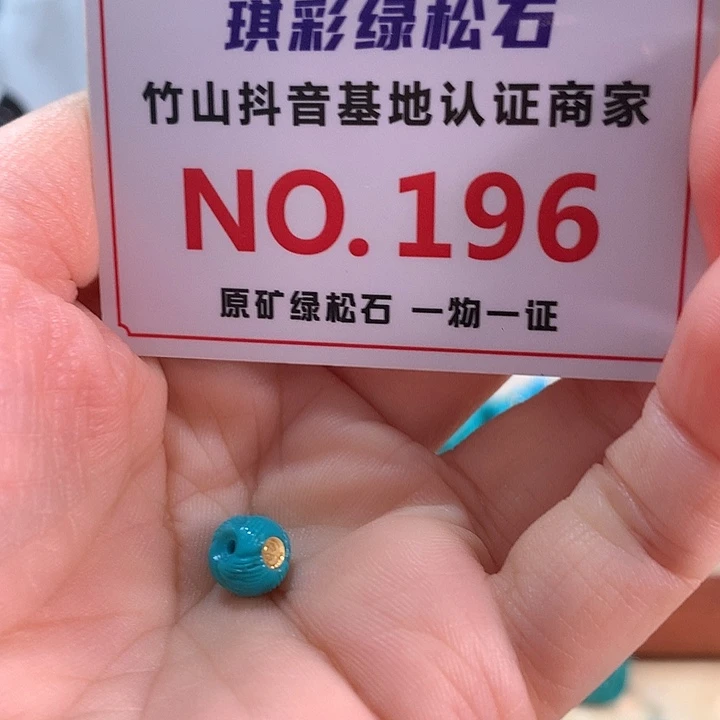 琪彩绿松石
竹山抖音基地认证商家
NO.196
原矿绿松石 一物一证